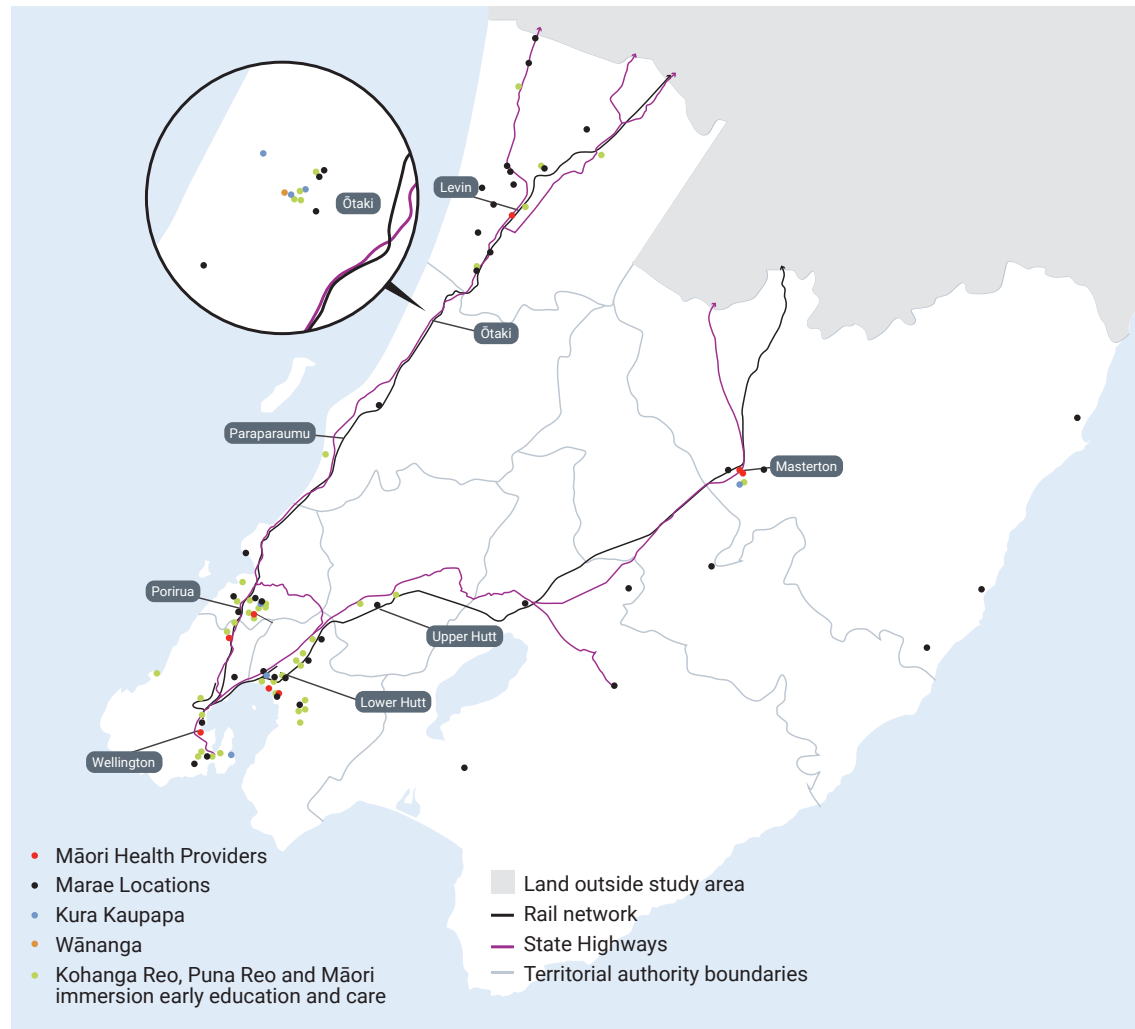 Ōtaki
Levin
Ōtaki
Paraparaumu
Masterton
Porirua
Upper Hutt
Lower Hutt
Wellington
Māori Health Providers
Marae Locations
Kura Kaupapa
Wānanga
Kohanga Reo, Puna Reo and Māori
immersion early education and care
Land outside study area
Rail network
State Highways
Territorial authority boundaries